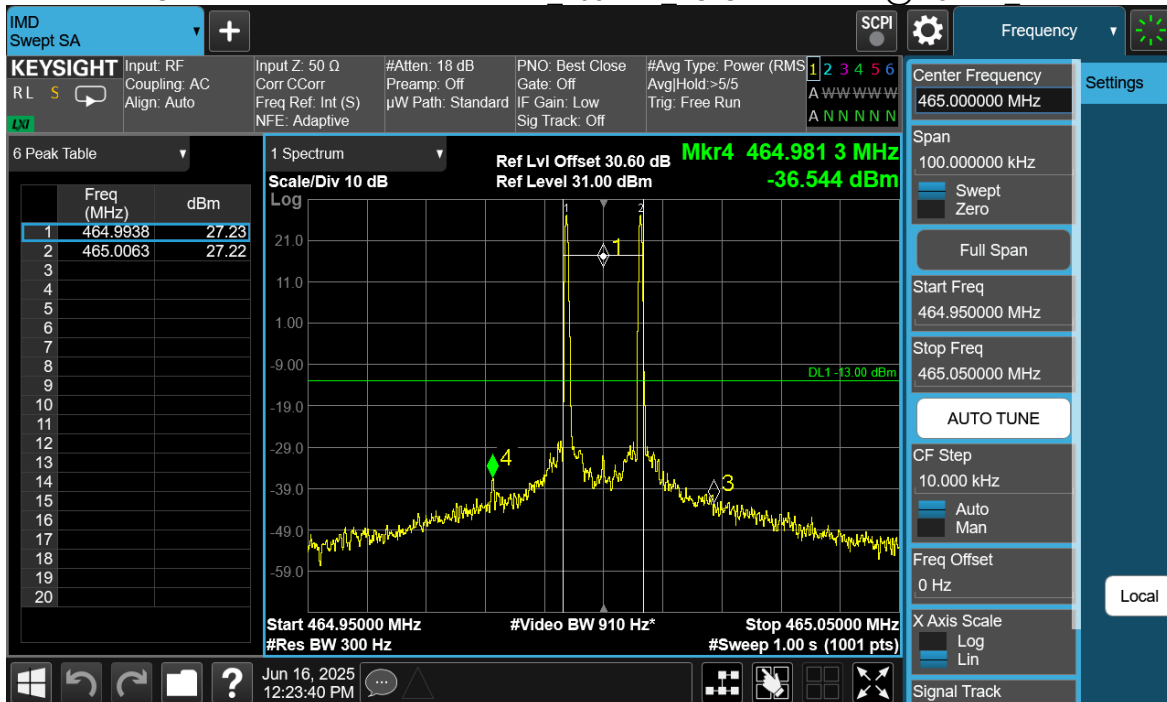 IMD
Swept SA
+
SCPI
Frequency
KEYSIGHT
RL S
LXI
Input: RF
Coupling: AC
Align: Auto
Input Z: 50 Ω
Corr CCorr
Freq Ref: Int (S)
NFE: Adaptive
#Atten: 18 dB
Preamp: Off
µW Path: Standard
PNO: Best Close
Gate: Off
IF Gain: Low
Sig Track: Off
#Avg Type: Power (RMS
Avg|Hold:>5/5
Trig: Free Run
1 2 3 4 5 6
A W W W W W
A N N N N N
6 Peak Table
Freq (MHz) dBm
1 464.9938 27.23
2 465.0063 27.22
3
4
5
6
7
8
9
10
11
12
13
14
15
16
17
18
19
20
1 Spectrum
Scale/Div 10 dB
Log
Ref Lvl Offset 30.60 dB
Ref Level 31.00 dBm
Mkr4 464.981 3 MHz
-36.544 dBm
1 2
1
21.0
11.0
1.00
-9.00
DL1 -13.00 dBm
-19.0
-29.0
4
-39.0
3
-49.0
-59.0
Start 464.95000 MHz
#Video BW 910 Hz*
Stop 465.05000 MHz
#Res BW 300 Hz
#Sweep 1.00 s (1001 pts)
Jun 16, 2025
12:23:40 PM
?
Center Frequency
465.000000 MHz
Settings
Span
100.000000 kHz
Swept
Zero
Full Span
Start Freq
464.950000 MHz
Stop Freq
465.050000 MHz
AUTO TUNE
CF Step
10.000 kHz
Auto
Man
Freq Offset
0 Hz
Local
X Axis Scale
Log
Lin
Signal Track